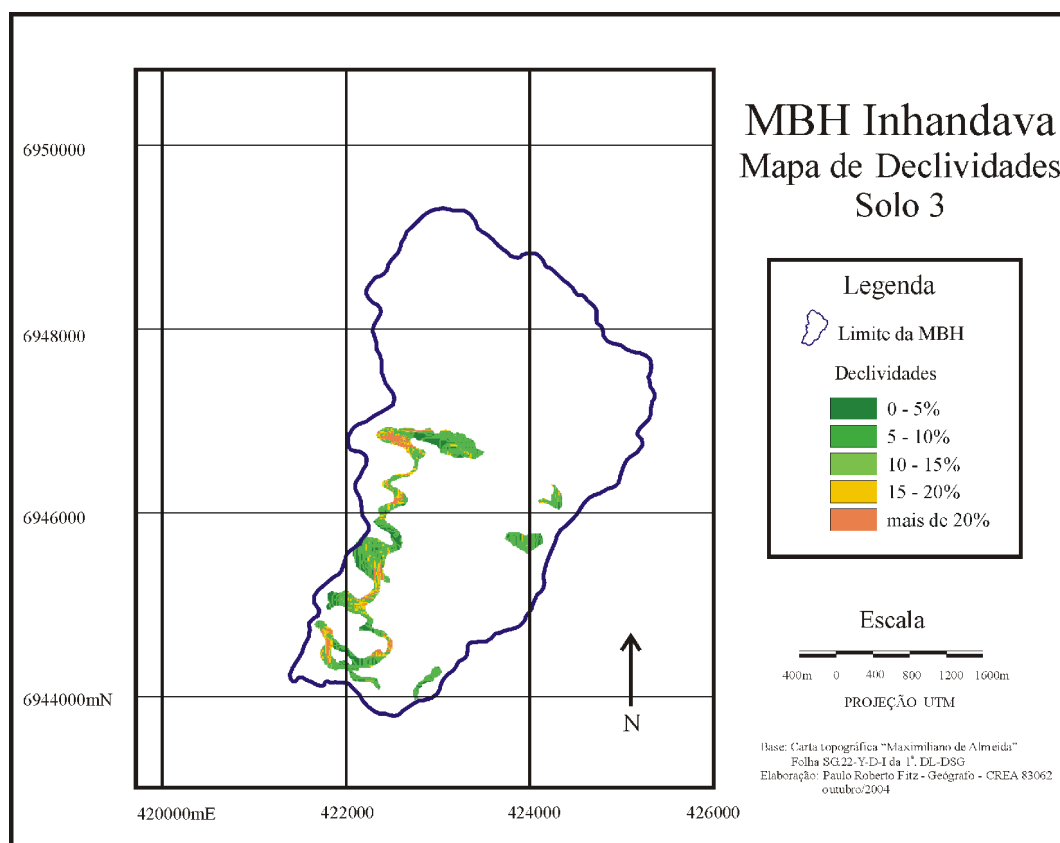 MBH Inhandava
Mapa de Declividades
Solo 3
6950000
6948000
6946000
6944000mN
420000mE
422000
424000
426000
Legenda
Limite da MBH
Declividades
0 - 5%
5 - 10%
10 - 15%
15 - 20%
mais de 20%
N
Escala
400m 0 400 800 1200 1600m
PROJEÇÃO UTM
Base: Carta topográfica “Maximiliano de Almeida”
Folha SG.22-Y-D-I da 1ª. DL-DSG
Elaboração: Paulo Roberto Fitz - Geógrafo - CREA 83062
outubro/2004